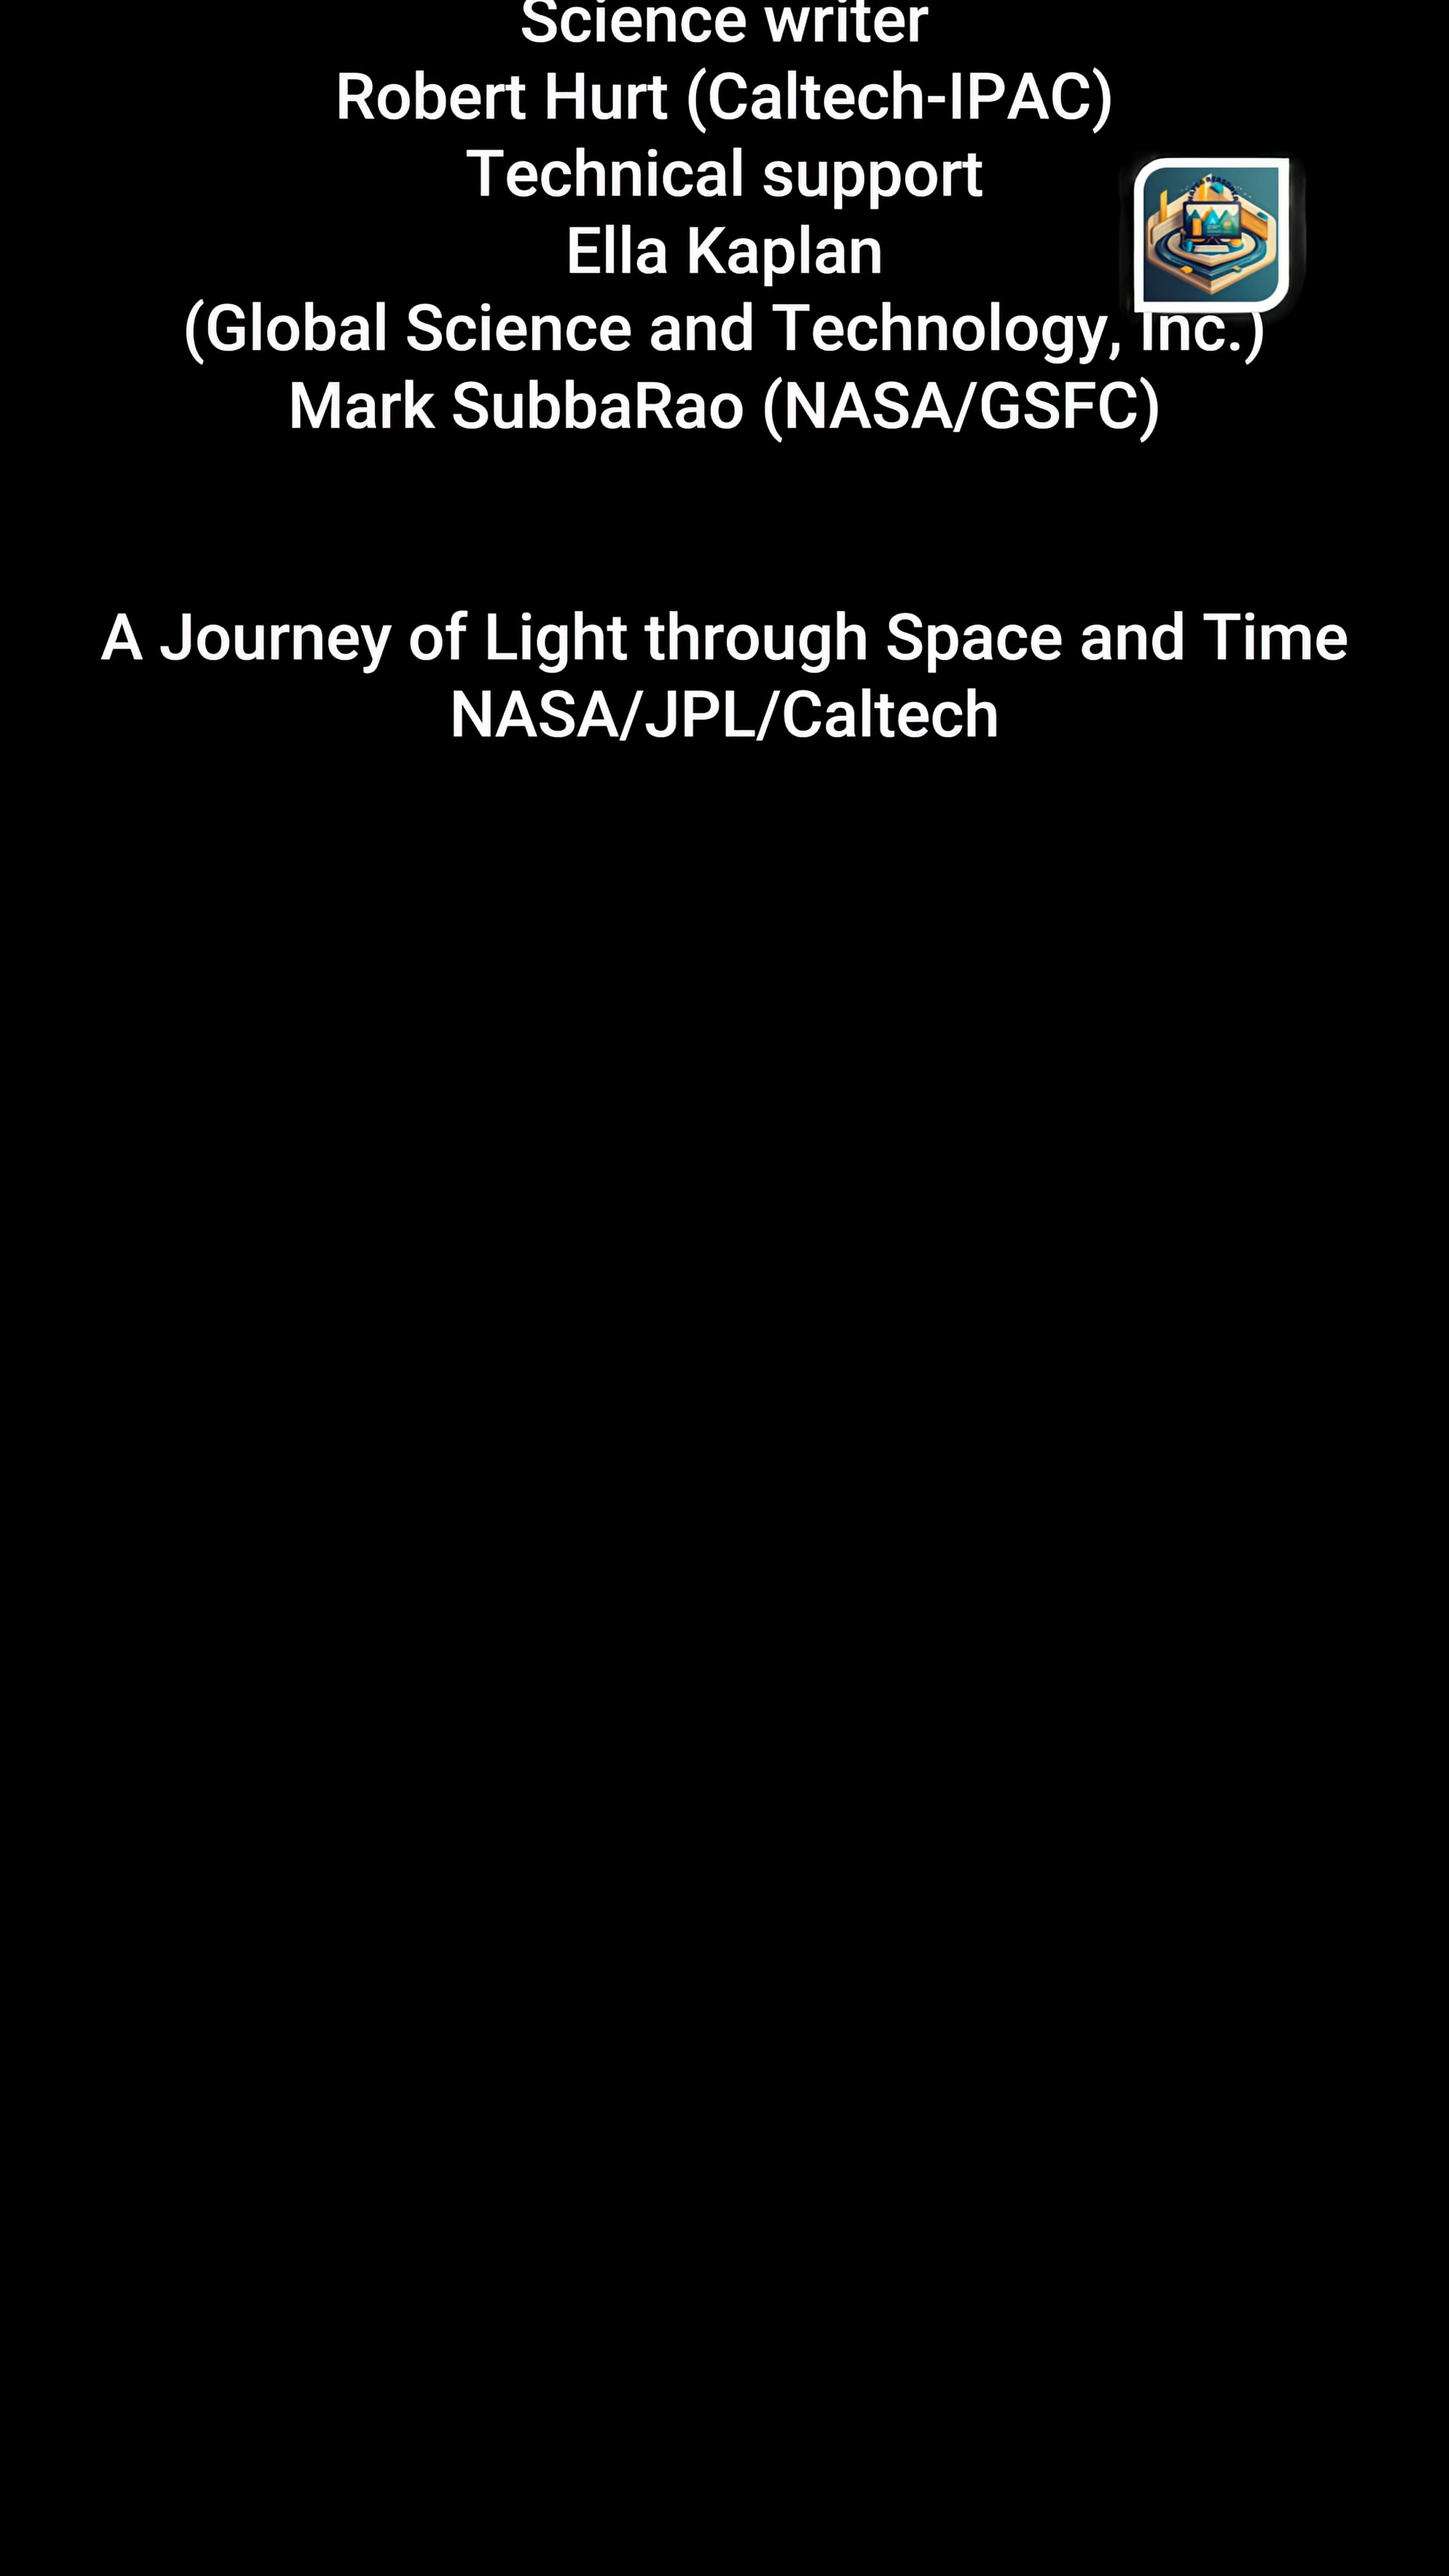 Science writer
Robert Hurt (Caltech-IPAC)
Technical support
Ella Kaplan
(Global Science and Technology, Inc.)
Mark SubbaRao (NASA/GSFC)
A Journey of Light through Space and Time
NASA/JPL/Caltech